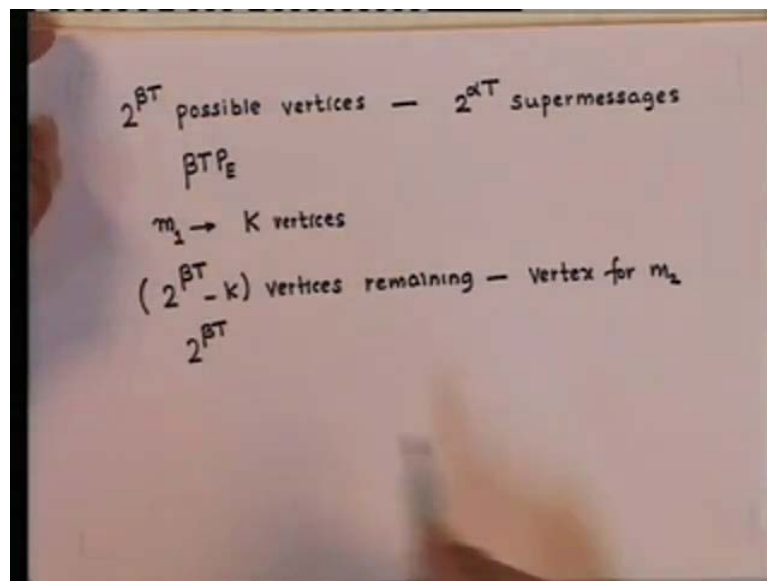 2^βT possible vertices — 2^αT supermessages
βTP_E
m_1 → K vertices
(2^βT - K) vertices remaining — vertex for m_2
2^βT